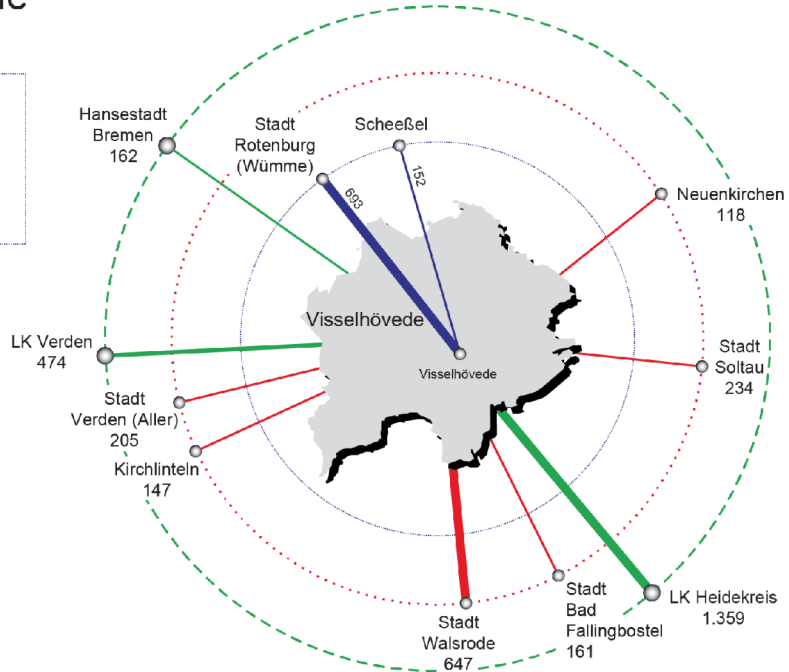 Hansestadt
Bremen
162
Stadt
Rotenburg
(Wümme)
693
Scheeßel
152
Neuenkirchen
118
Visselhövede
Visselhövede
LK Verden
474
Stadt
Verden (Aller)
205
Kirchlinteln
147
Stadt
Soltau
234
Stadt
Walsrode
647
Stadt
Bad
Fallingbostel
161
LK Heidekreis
1.359